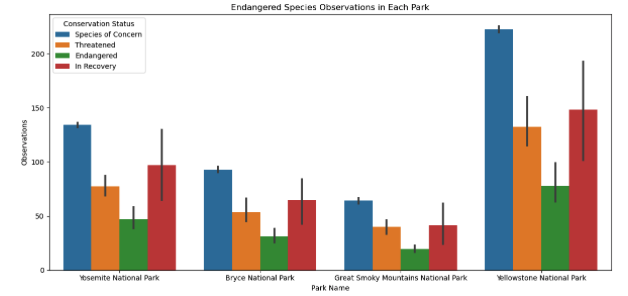 Endangered Species Observations in Each Park
Conservation Status
Species of Concern
Threatened
Endangered
In Recovery
200
150
100
50
0
Observations
Yosemite National Park
Bryce National Park
Great Smoky Mountains National Park
Yellowstone National Park
Park Name